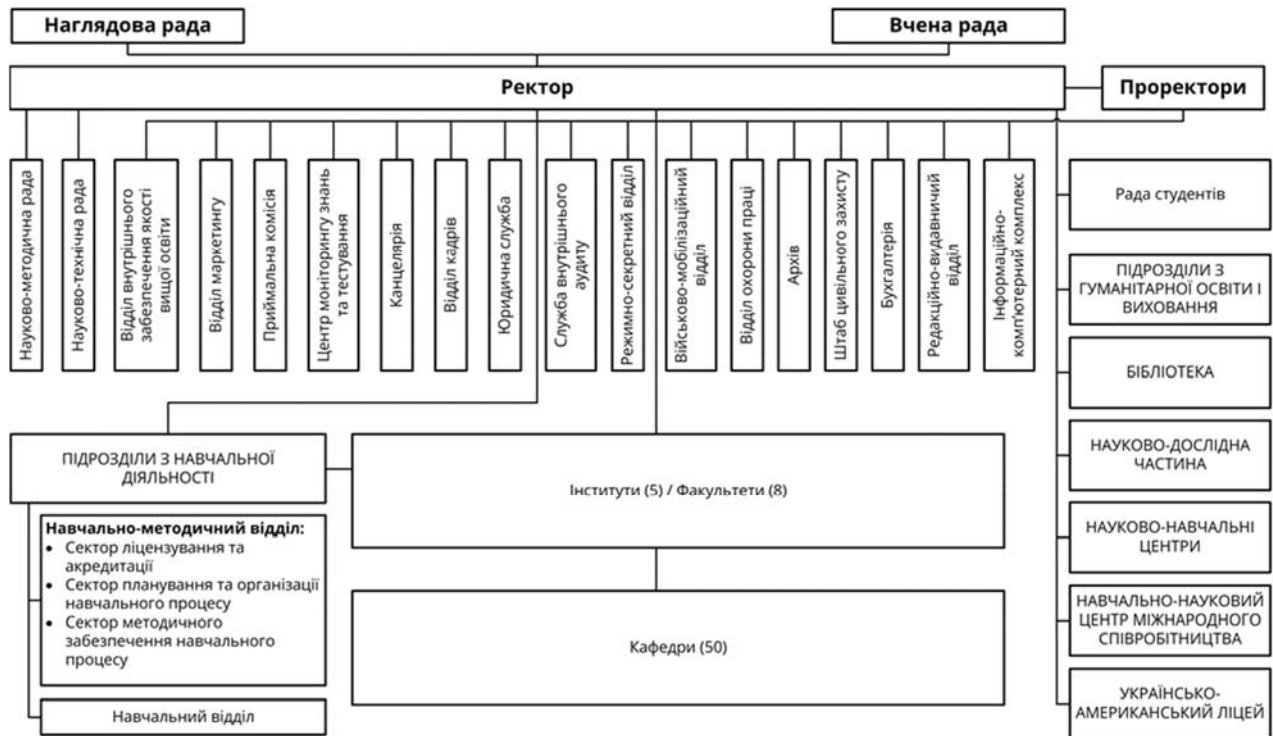 Наглядова рада
Вчена рада
Ректор
Проректори
Науково-методична рада
Науково-технічна рада
Відділ внутрішнього
забезпечення якості
вищої освіти
Відділ маркетингу
Приймальна комісія
Центр моніторингу знань
та тестування
Канцелярія
Відділ кадрів
Юридична служба
Служба внутрішнього
аудиту
Режимно-секретний відділ
Військово-мобілізаційний
відділ
Відділ охорони праці
Архів
Штаб цивільного захисту
Бухгалтерія
Редакційно-видавничий
відділ
Інформаційно-
комп'ютерний комплекс
Рада студентів
ПІДРОЗДІЛИ З
ГУМАНІТАРНОЇ ОСВІТИ І
ВИХОВАННЯ
БІБЛІОТЕКА
НАУКОВО-ДОСЛІДНА
ЧАСТИНА
НАУКОВО-НАВЧАЛЬНІ
ЦЕНТРИ
НАВЧАЛЬНО-НАУКОВИЙ
ЦЕНТР МІЖНАРОДНОГО
СПІВРОБІТНИЦТВА
УКРАЇНСЬКО-
АМЕРИКАНСЬКИЙ ЛІЦЕЙ
ПІДРОЗДІЛИ З НАВЧАЛЬНОЇ
ДІЯЛЬНОСТІ
Навчально-методичний відділ:
• Сектор ліцензування та
акредитації
• Сектор планування та організації
навчального процесу
• Сектор методичного
забезпечення навчального
процесу
Навчальний відділ
Інститути (5) / Факультети (8)
Кафедри (50)